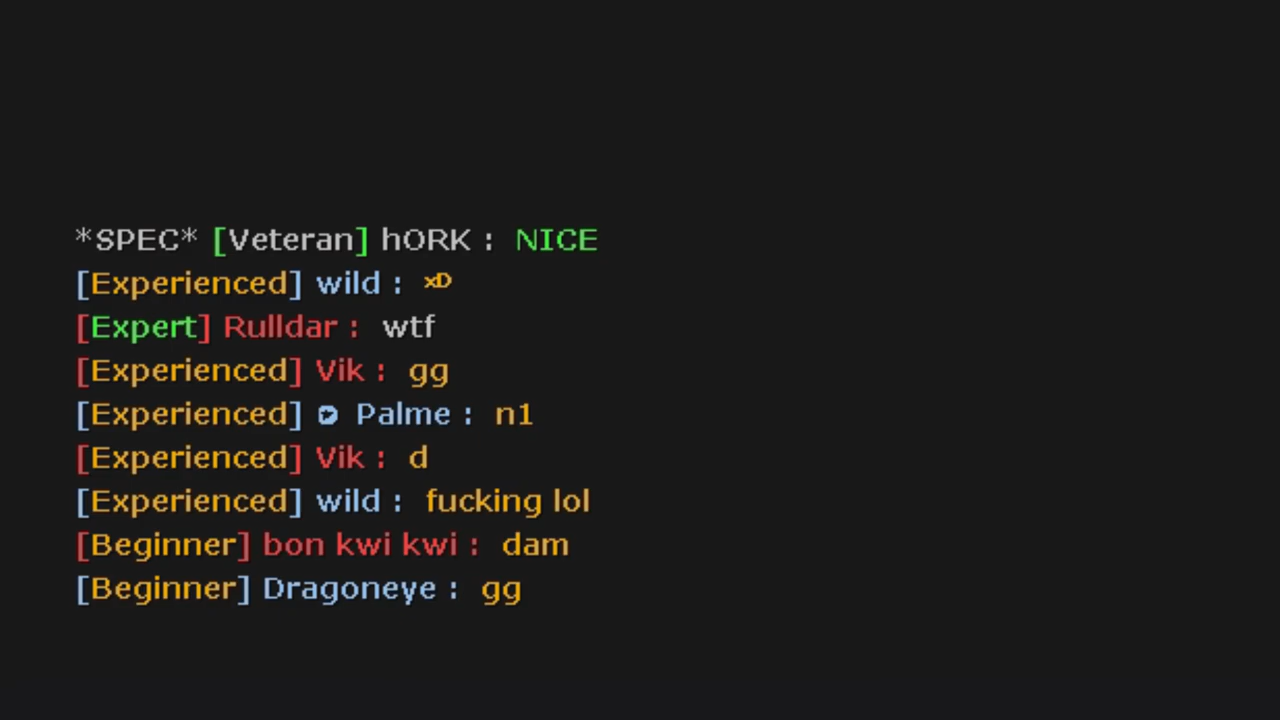 *SPEC* [Veteran] hORK : NICE
[Experienced] wild : xD
[Expert] Rulldar : wtf
[Experienced] Vik : gg
[Experienced] Palme : n1
[Experienced] Vik : d
[Experienced] wild : fucking lol
[Beginner] bon kwi kwi : dam
[Beginner] Dragoneye : gg